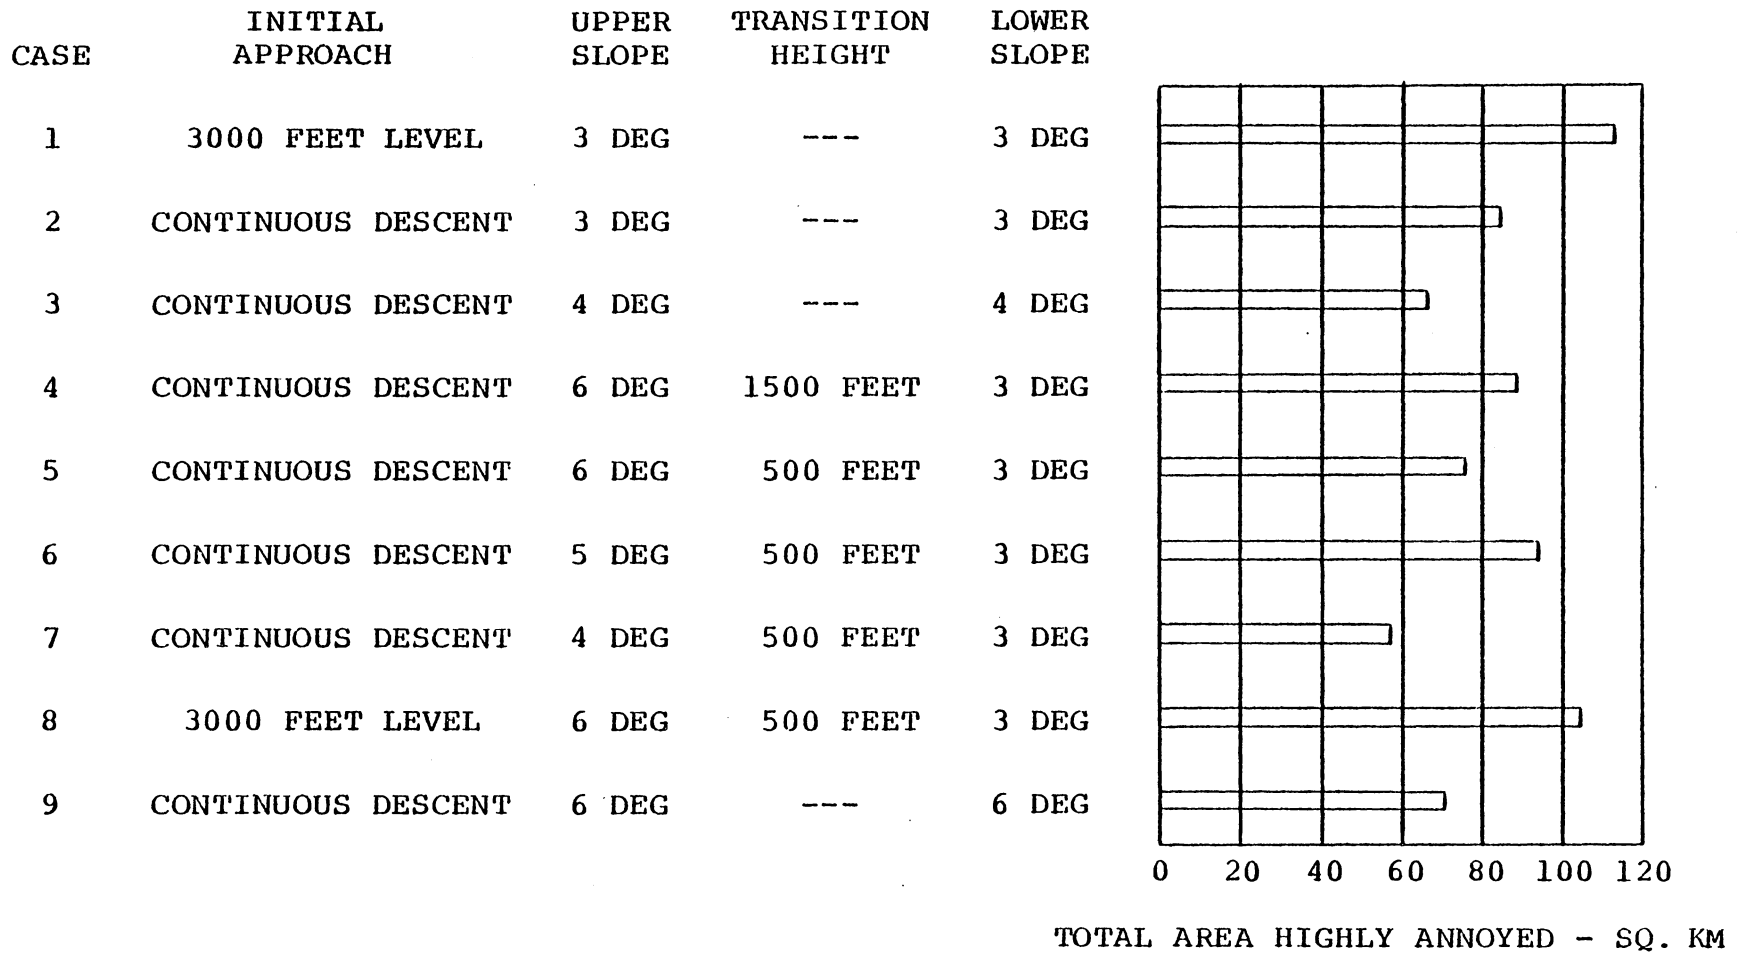 INITIAL UPPER TRANSITION LOWER
CASE APPROACH SLOPE HEIGHT SLOPE
1 3000 FEET LEVEL 3 DEG --- 3 DEG
2 CONTINUOUS DESCENT 3 DEG --- 3 DEG
3 CONTINUOUS DESCENT 4 DEG --- 4 DEG
4 CONTINUOUS DESCENT 6 DEG 1500 FEET 3 DEG
5 CONTINUOUS DESCENT 6 DEG 500 FEET 3 DEG
6 CONTINUOUS DESCENT 5 DEG 500 FEET 3 DEG
7 CONTINUOUS DESCENT 4 DEG 500 FEET 3 DEG
8 3000 FEET LEVEL 6 DEG 500 FEET 3 DEG
9 CONTINUOUS DESCENT 6 DEG --- 6 DEG
0 20 40 60 80 100 120
TOTAL AREA HIGHLY ANNOYED - SQ. KM